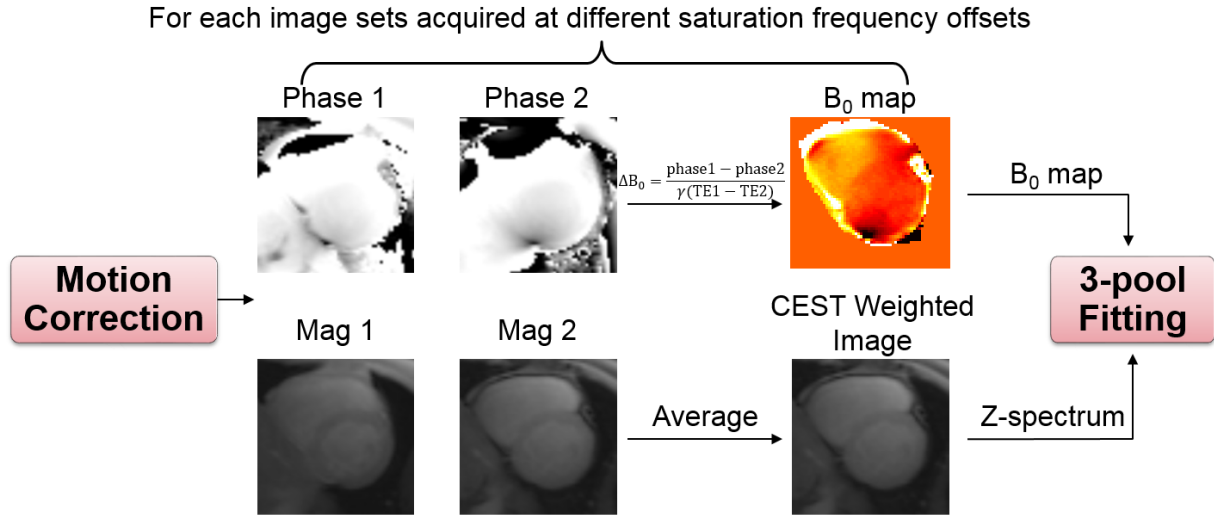 For each image sets acquired at different saturation frequency offsets
Phase 1
Phase 2
B₀ map
ΔB₀ = (phase1 − phase2) / (γ(TE1 − TE2))
B₀ map
Motion
Correction
3-pool
Fitting
Mag 1
Mag 2
CEST Weighted
Image
Average
Z-spectrum